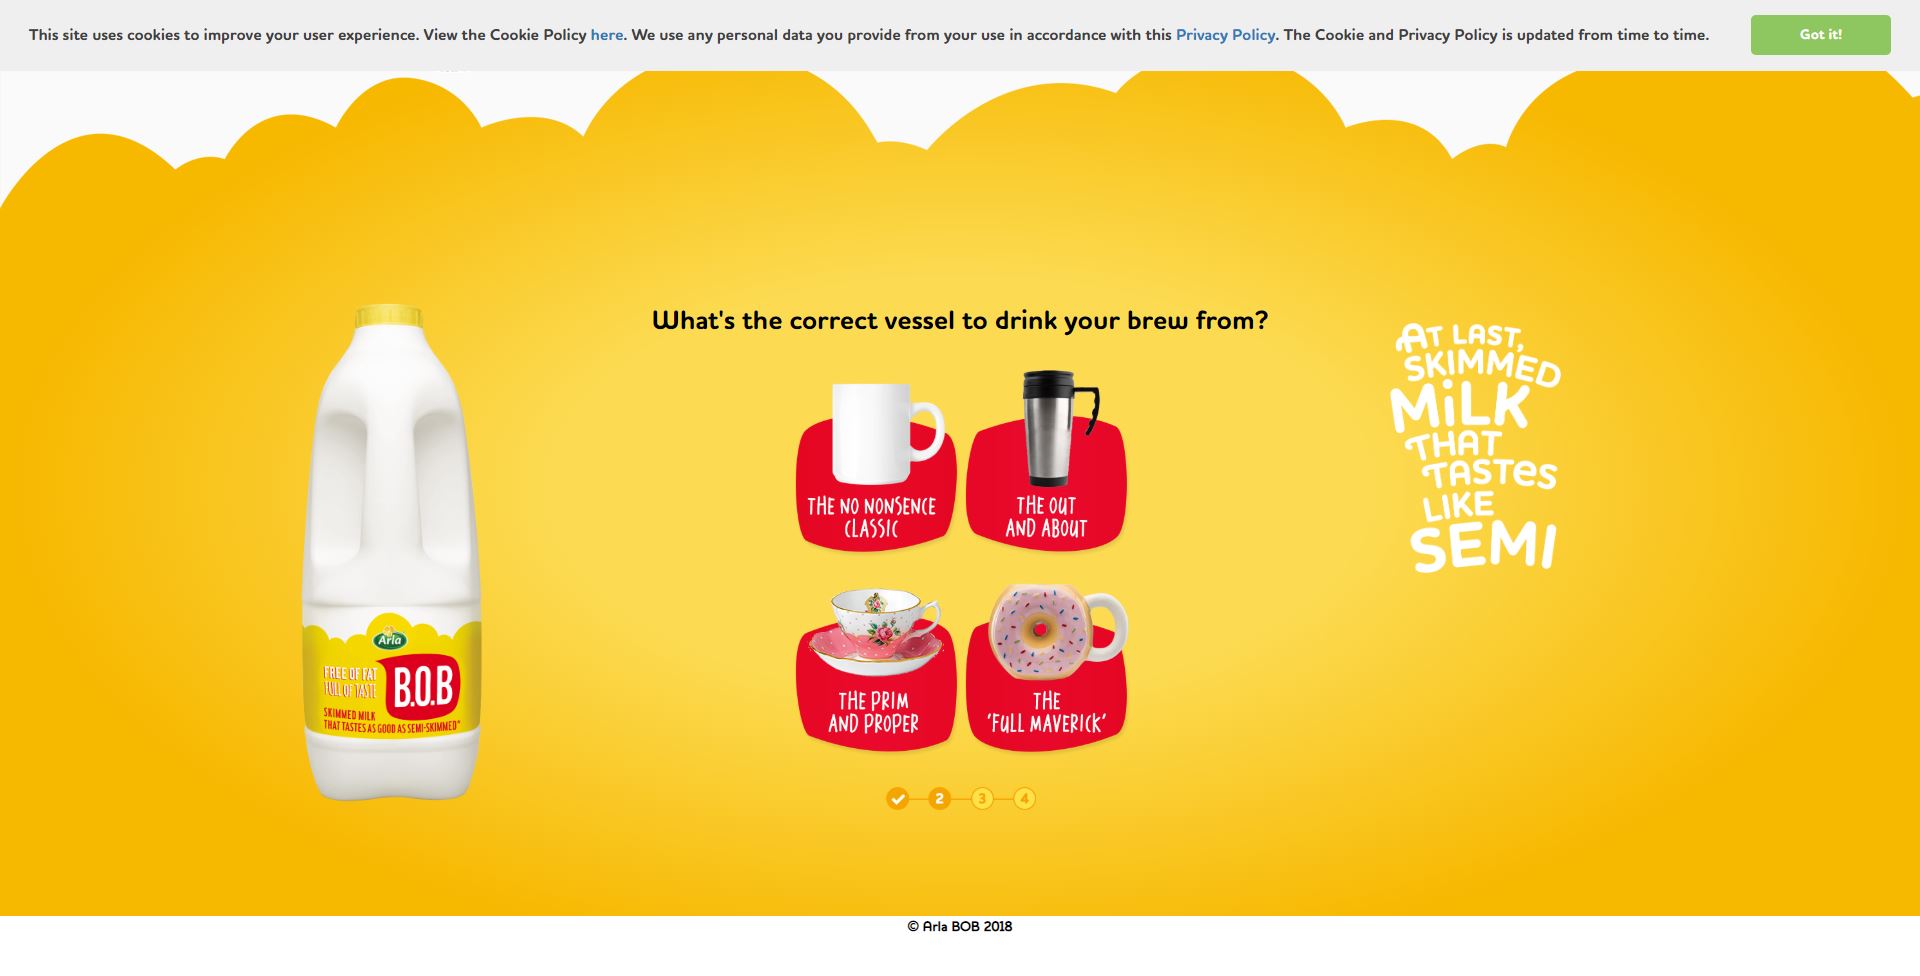 This site uses cookies to improve your user experience. View the Cookie Policy here. We use any personal data you provide from your use in accordance with this Privacy Policy. The Cookie and Privacy Policy is updated from time to time.
Got it!
What's the correct vessel to drink your brew from?
AT LAST,
SKIMMED
MiLK
THAT
TASTes
LIKE
SEMI
THE NO NONSENCE
CLASSIC
THE OUT
AND ABOUT
THE PRIM
AND PROPER
THE
'FULL MAVERICK'
Arla
FREE OF FAT
FULL OF TASTE
B.O.B
SKIMMED MILK
THAT TASTES AS GOOD AS SEMI-SKIMMED*
2
3
4
© Arla BOB 2018